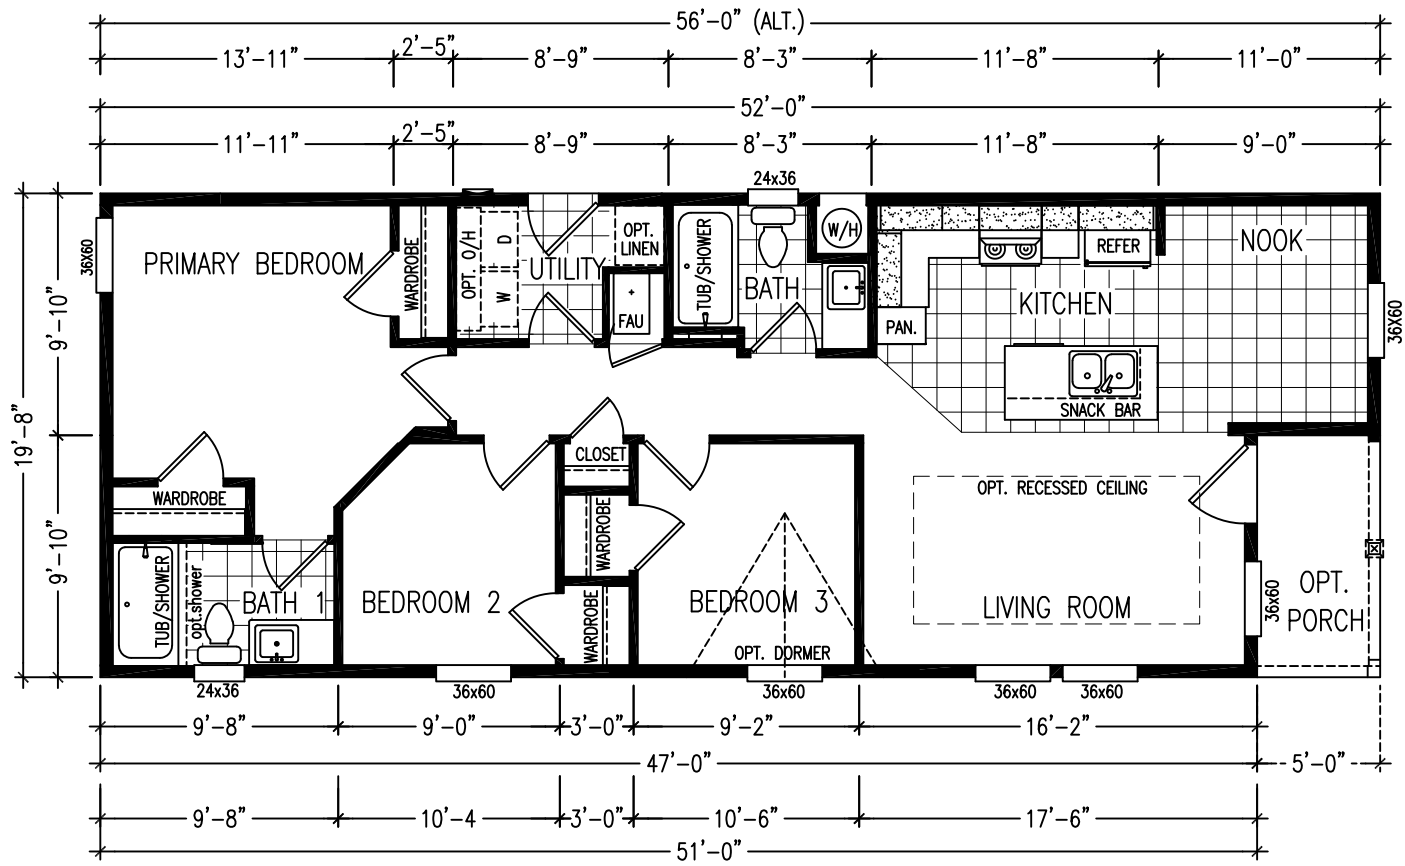 56'-0" (ALT.)
13'-11" 2'-5" 8'-9" 8'-3" 11'-8" 11'-0"
52'-0"
11'-11" 2'-5" 8'-9" 8'-3" 11'-8" 9'-0"
24x36
36x60
PRIMARY BEDROOM
WARDROBE
OPT. O/H
W D
UTILITY
OPT.
LINEN
FAU
TUB/SHOWER
BATH
W/H
REFER
NOOK
KITCHEN
PAN.
36x60
SNACK BAR
19'-8"
9'-10"
9'-10"
WARDROBE
CLOSET
WARDROBE
OPT. RECESSED CEILING
TUB/SHOWER
opt.shower
BATH 1
BEDROOM 2
WARDROBE
BEDROOM 3
OPT. DORMER
LIVING ROOM
36x60
OPT.
PORCH
24x36
36x60
36x60
36x60
36x60
9'-8" 9'-0" 3'-0" 9'-2" 16'-2"
47'-0" 5'-0"
9'-8" 10'-4 3'-0" 10'-6" 17'-6"
51'-0"